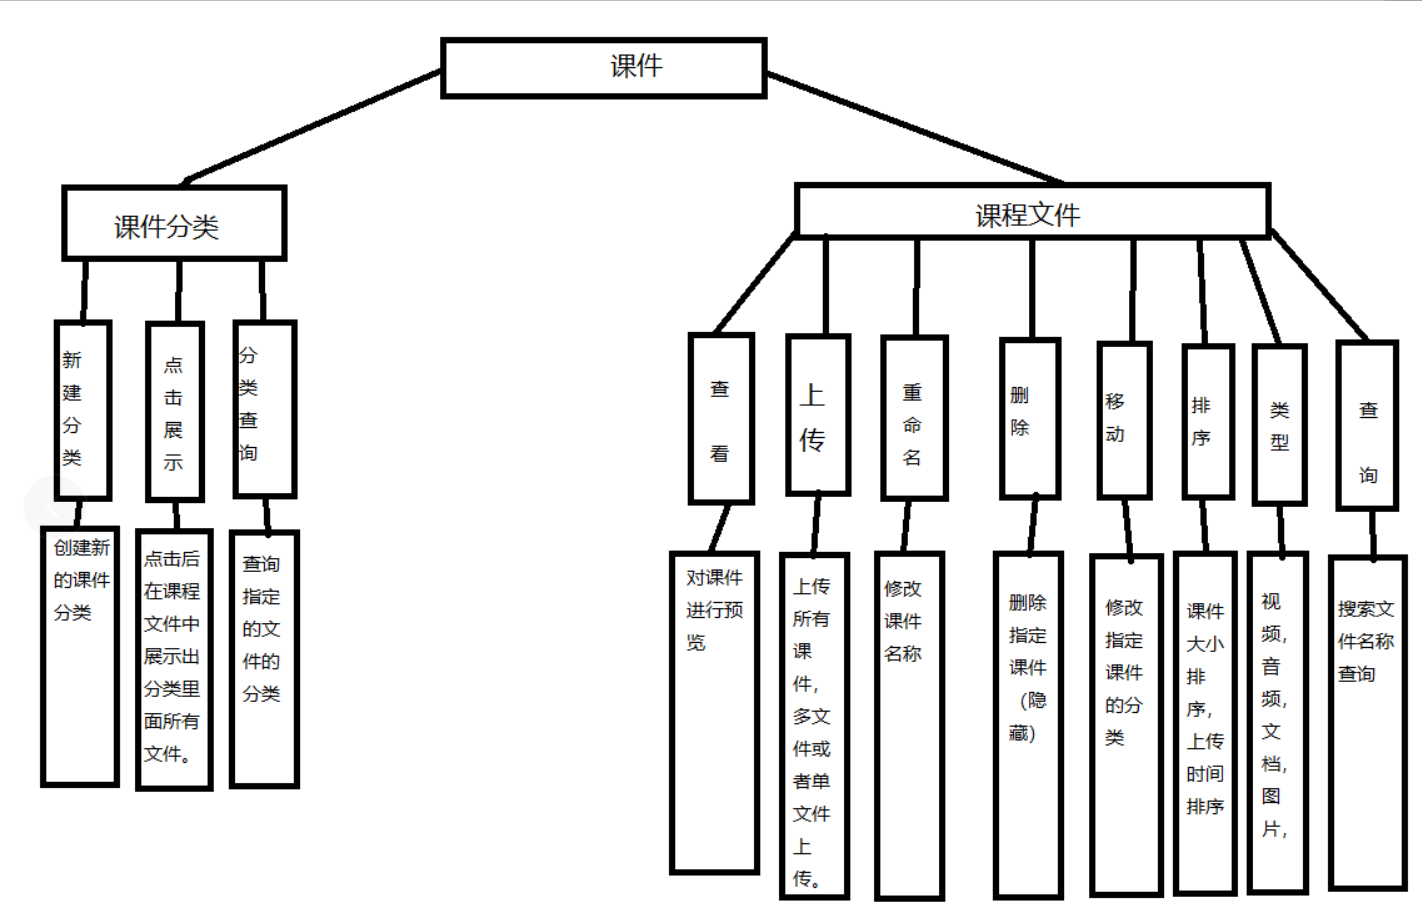 课件
课件分类
课程文件
新
建
分
类
点
击
展
示
分
类
查
询
查
看
上
传
重
命
名
删
除
移
动
排
序
类
型
查
询
创建新
的课件
分类
点击后
在课程
文件中
展示出
分类里
面所有
文件。
查询
指定
的文
件的
分类
对课件
进行预
览
上传
所有
课
件，
多文
件或
者单
文件
上
传。
修改
课件
名称
删除
指定
课件
（隐
藏）
修改
指定
课件
的分
类
课件
大小
排
序，
上传
时间
排序
视
频，
音
频，
文
档，
图
片，
搜索文
件名称
查询